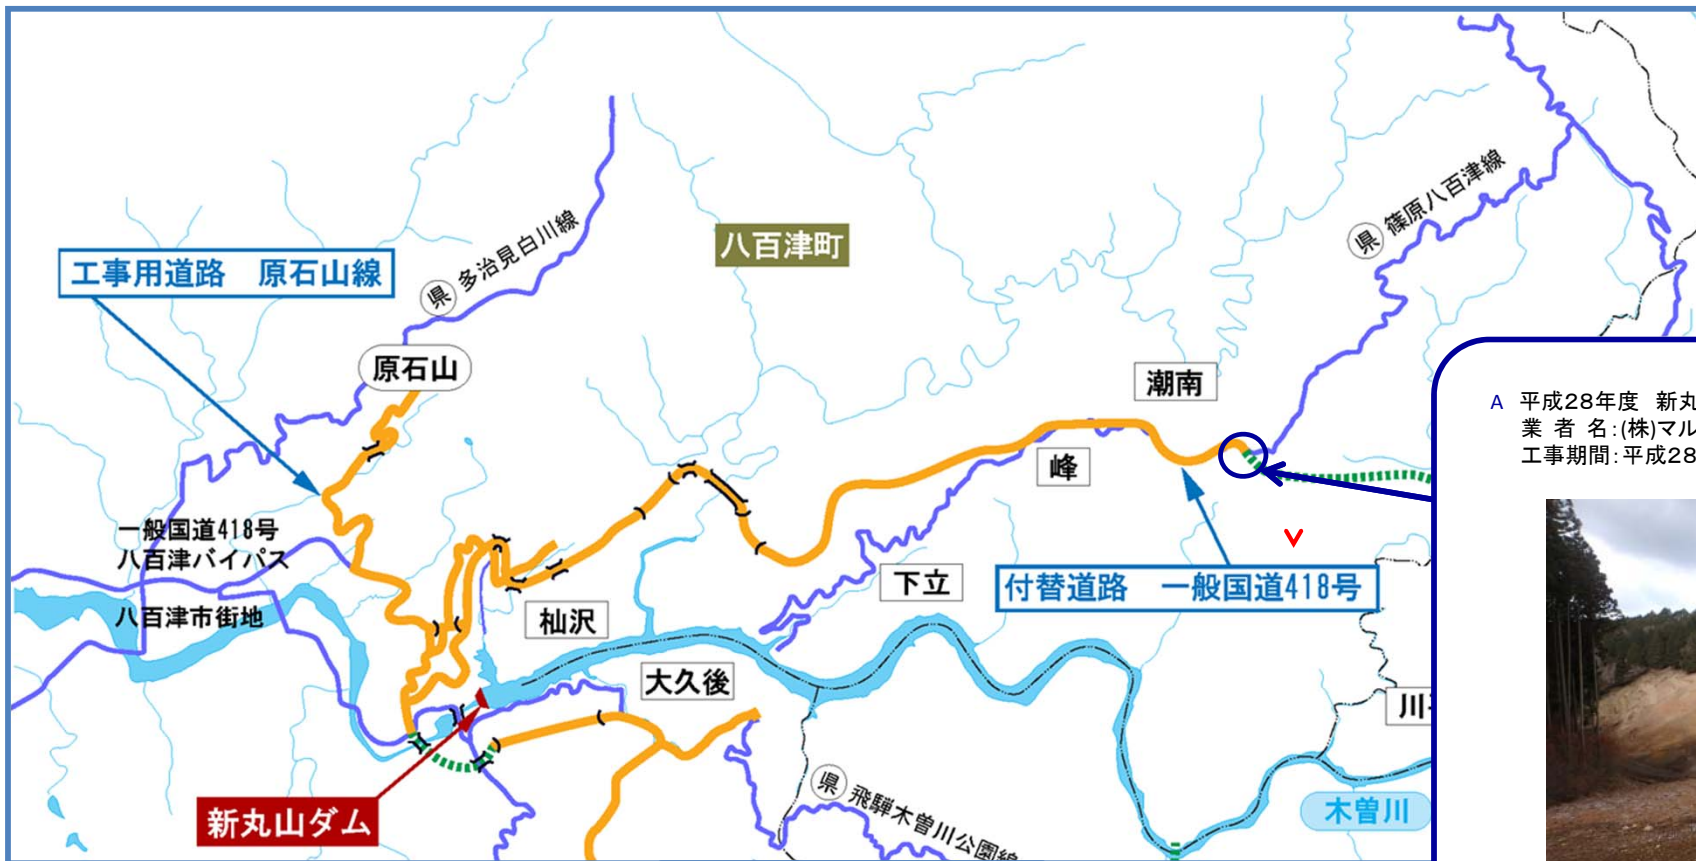 県 篠原八百津線
県 多治見白川線
八百津町
工事用道路 原石山線
原石山
潮南
A 平成28年度 新丸
業 者 名:(株)マル
工事期間:平成28
峰
一般国道418号
八百津バイパス
下立
付替道路 一般国道418号
八百津市街地
杣沢
大久後
川
新丸山ダム
県 飛騨木曽川公園線
木曽川